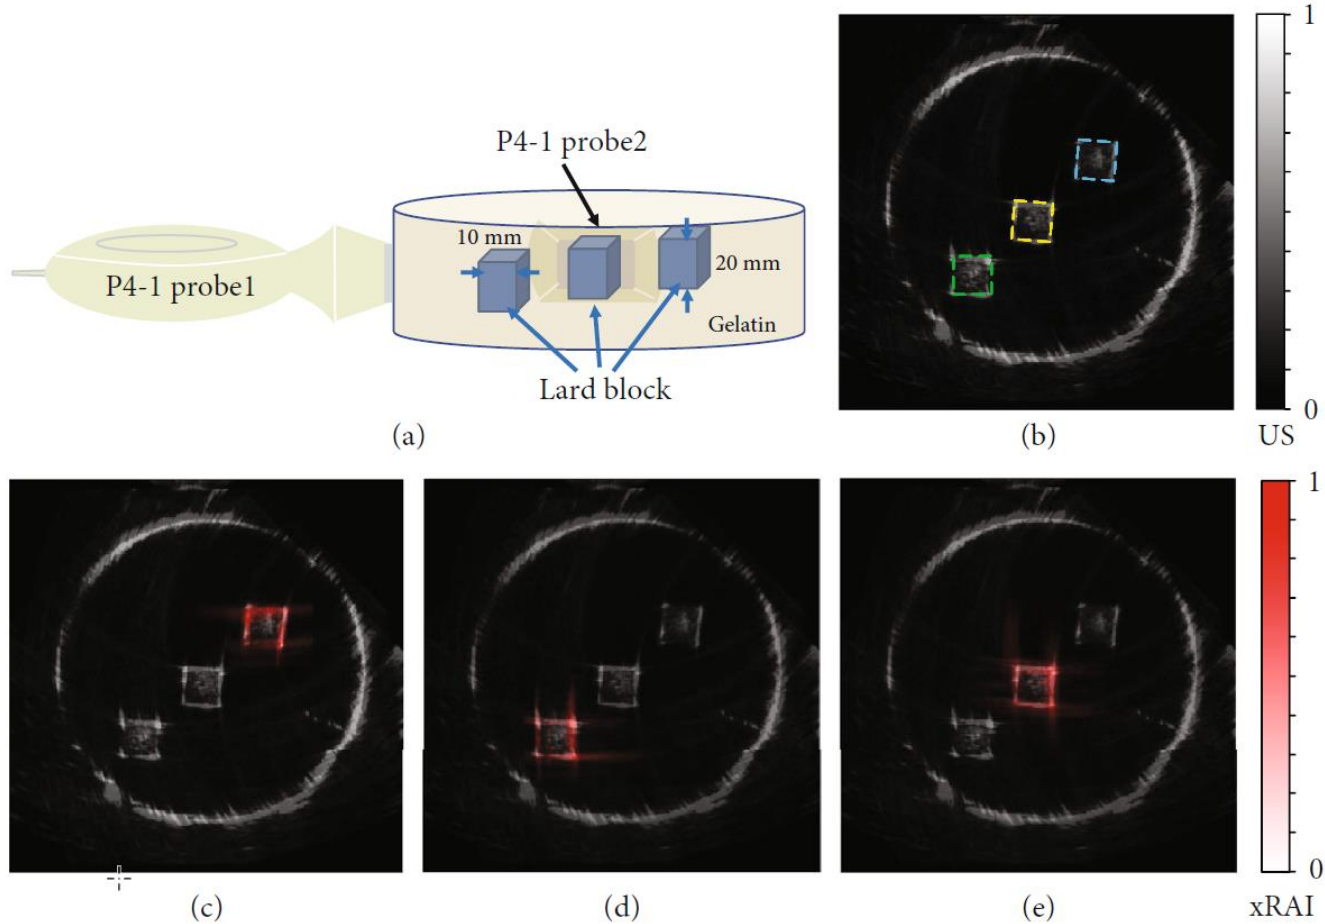 P4-1 probe2
10 mm
P4-1 probe1
20 mm
Gelatin
Lard block
(a)
1
0
(b)
US
1
0
(c)
(d)
(e)
xRAI